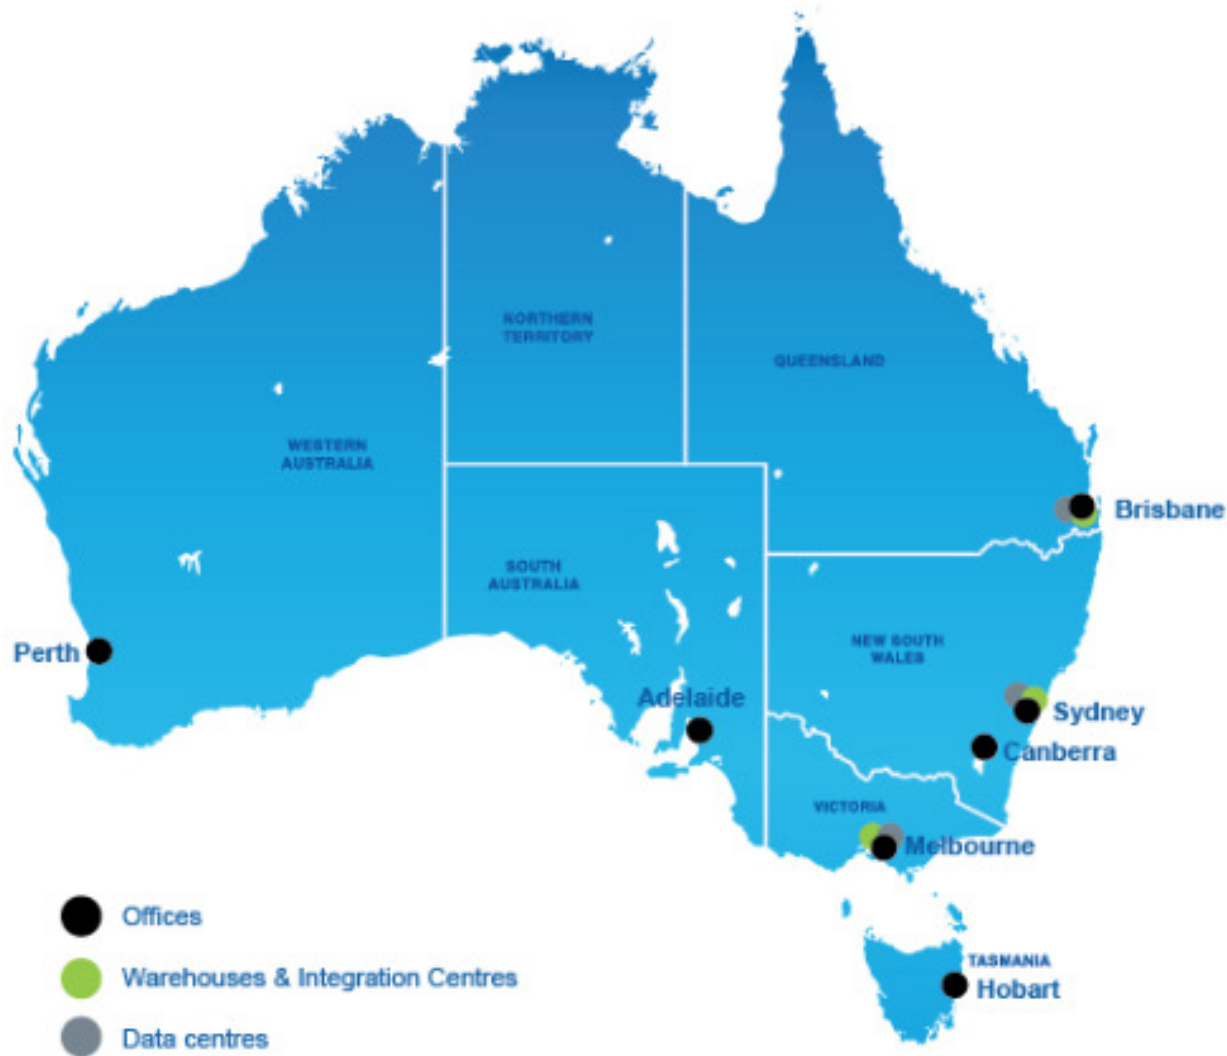 NORTHERN
TERRITORY
QUEENSLAND
WESTERN
AUSTRALIA
Brisbane
SOUTH
AUSTRALIA
NEW SOUTH
WALES
Perth
Adelaide
Sydney
Canberra
VICTORIA
Melbourne
Offices
TASMANIA
Warehouses & Integration Centres
Hobart
Data centres